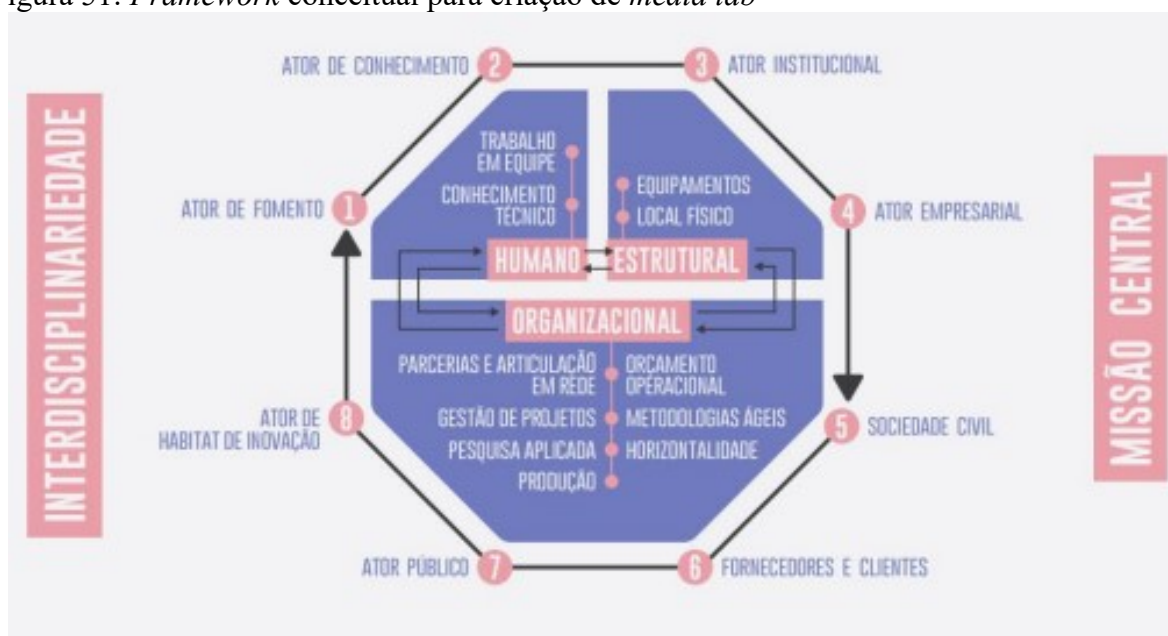 igura 51: Framework conceitual para criação de media lab
INTERDISCIPLINARIEDADE
MISSÃO CENTRAL
ATOR DE CONHECIMENTO 2
3 ATOR INSTITUCIONAL
ATOR DE FOMENTO 1
4 ATOR EMPRESARIAL
TRABALHO
EM EQUIPE
CONHECIMENTO
TÉCNICO
EQUIPAMENTOS
LOCAL FÍSICO
HUMANO
ESTRUTURAL
ORGANIZACIONAL
PARCERIAS E ARTICULAÇÃO
EM REDE
GESTÃO DE PROJETOS
PESQUISA APLICADA
PRODUÇÃO
ORÇAMENTO
OPERACIONAL
METODOLOGIAS ÁGEIS
HORIZONTALIDADE
ATOR DE
HABITAT DE INOVAÇÃO 8
5 SOCIEDADE CIVIL
ATOR PÚBLICO 7
6 FORNECEDORES E CLIENTES